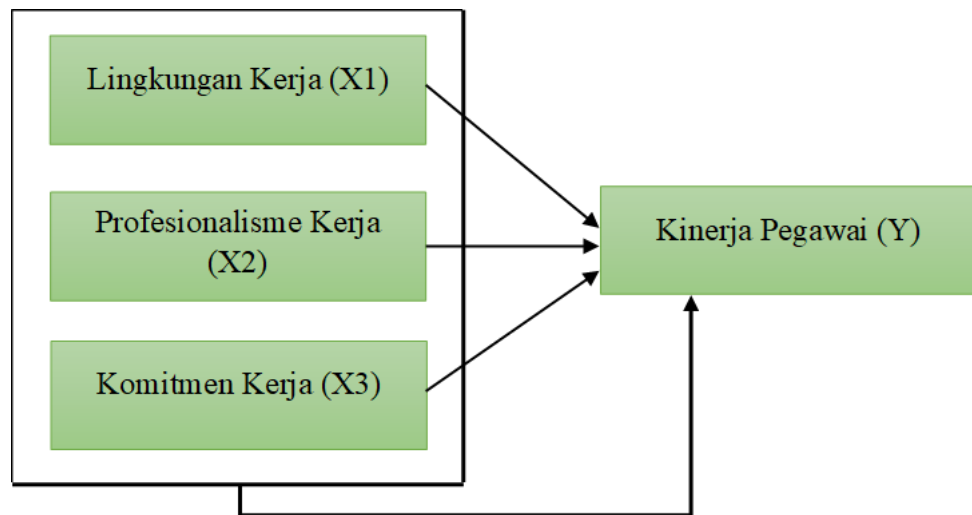 Lingkungan Kerja (X1)
Profesionalisme Kerja
(X2)
Kinerja Pegawai (Y)
Komitmen Kerja (X3)